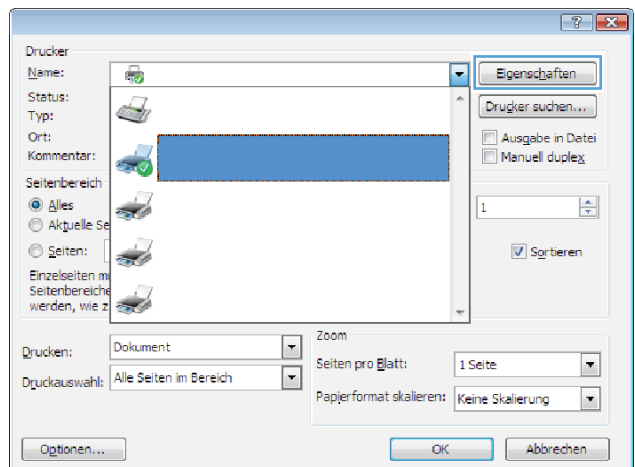 Drucker
Name:
Eigenschaften
Status:
Drucker suchen...
Typ:
Ort:
Ausgabe in Datei
Kommentar:
Manuell duplex
Seitenbereich
Alles
1
Aktuelle Se
Seiten:
Sortieren
Einzelseiten m
Seitenbereiche
werden, wie z
Drucken:
Dokument
Druckauswahl:
Alle Seiten im Bereich
Zoom
Seiten pro Blatt:
1 Seite
Papierformat skalieren:
Keine Skalierung
Optionen...
OK
Abbrechen